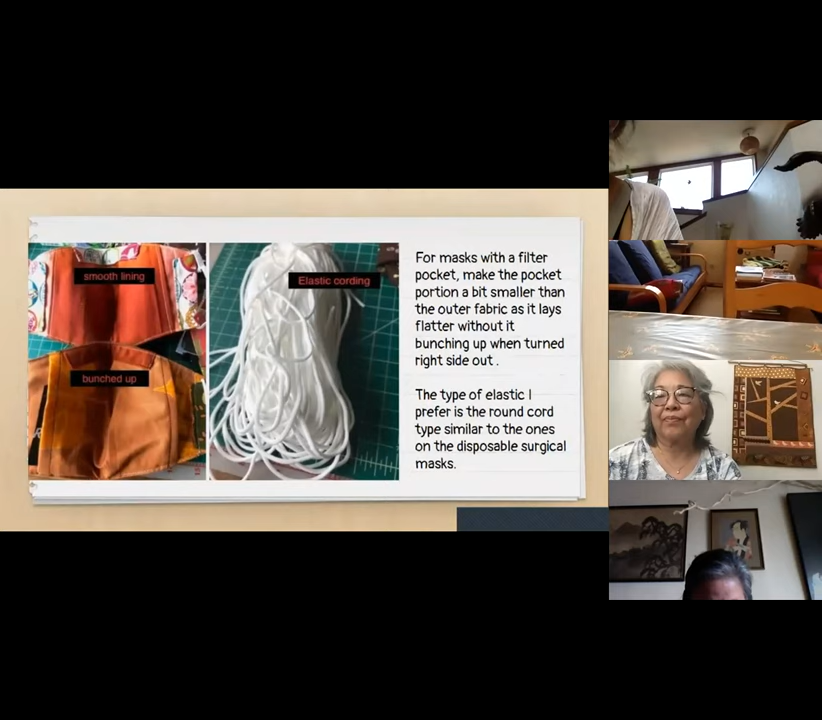 smooth lining
bunched up
Elastic cording
For masks with a filter
pocket, make the pocket
portion a bit smaller than
the outer fabric as it lays
flatter without it
bunching up when turned
right side out .
The type of elastic I
prefer is the round cord
type similar to the ones
on the disposable surgical
masks.